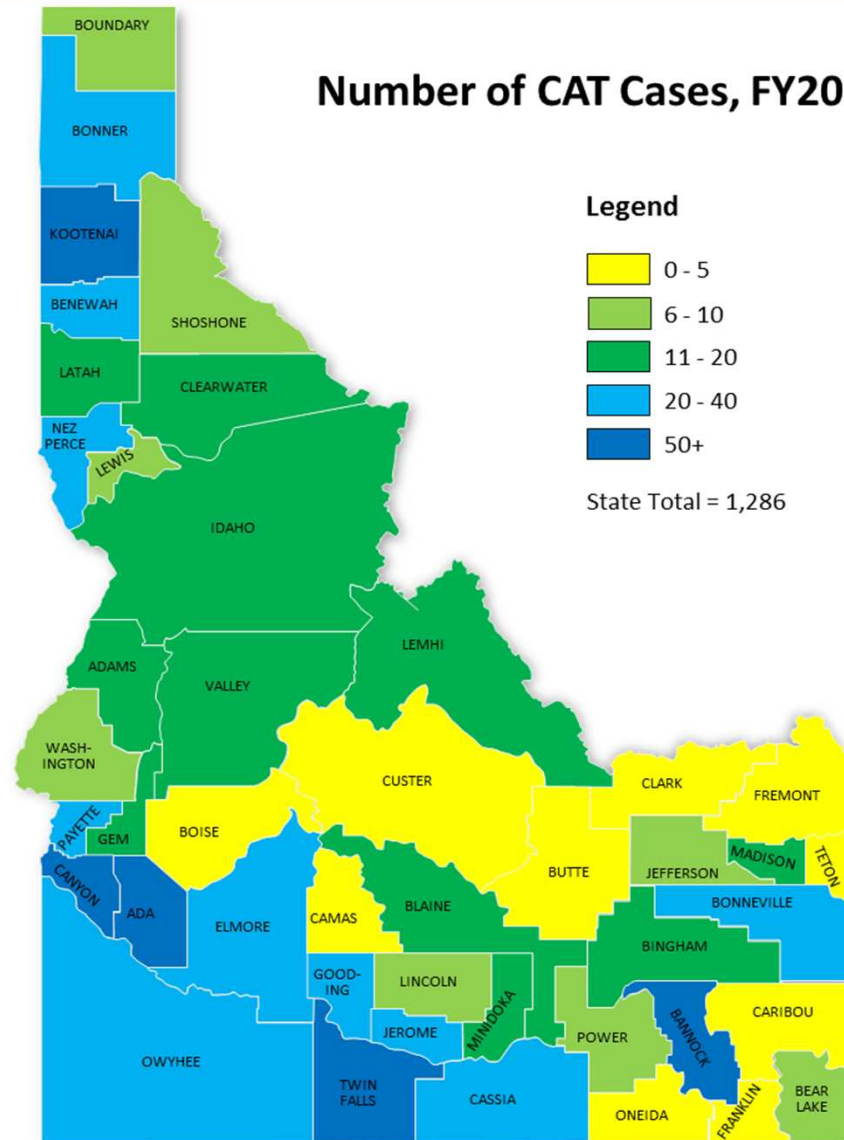 BOUNDARY
Number of CAT Cases, FY20
BONNER
Legend
KOOTENAI
0 - 5
BENEWAH
6 - 10
SHOSHONE
11 - 20
LATAH
CLEARWATER
20 - 40
NEZ
PERCE
50+
LEWIS
State Total = 1,286
IDAHO
LEMHI
ADAMS
VALLEY
WASH-
INGTON
CUSTER
CLARK
FREMONT
PAYETTE
BOISE
GEM
MADISON
TETON
BUTTE
JEFFERSON
CANYON
ADA
BONNEVILLE
BLAINE
CAMAS
ELMORE
BINGHAM
GOOD-
ING
LINCOLN
MINIDOKA
CARIBOU
BANNOCK
JEROME
POWER
OWYHEE
TWIN
FALLS
CASSIA
BEAR
LAKE
ONEIDA
FRANKLIN